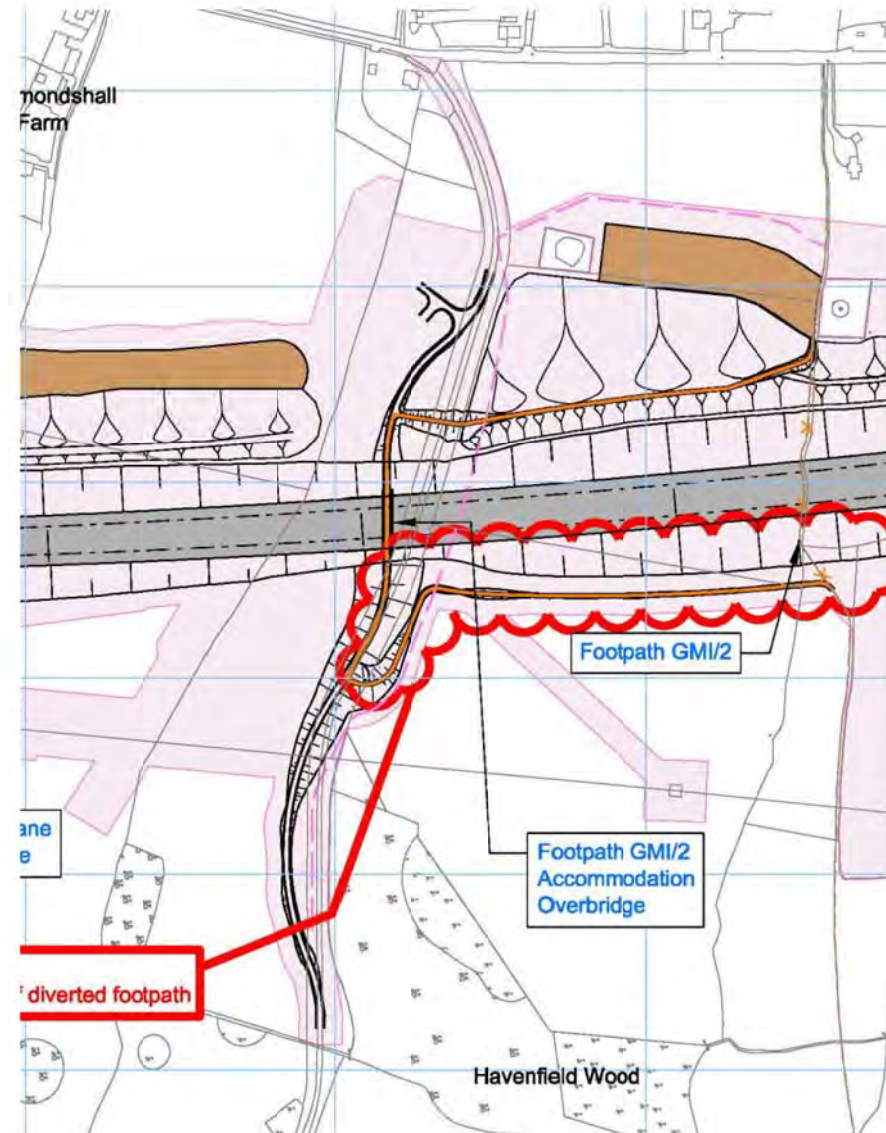 mondshall
Farm
Footpath GMI/2
ane
e
Footpath GMI/2
Accommodation
Overbridge
diverted footpath
Havenfield Wood